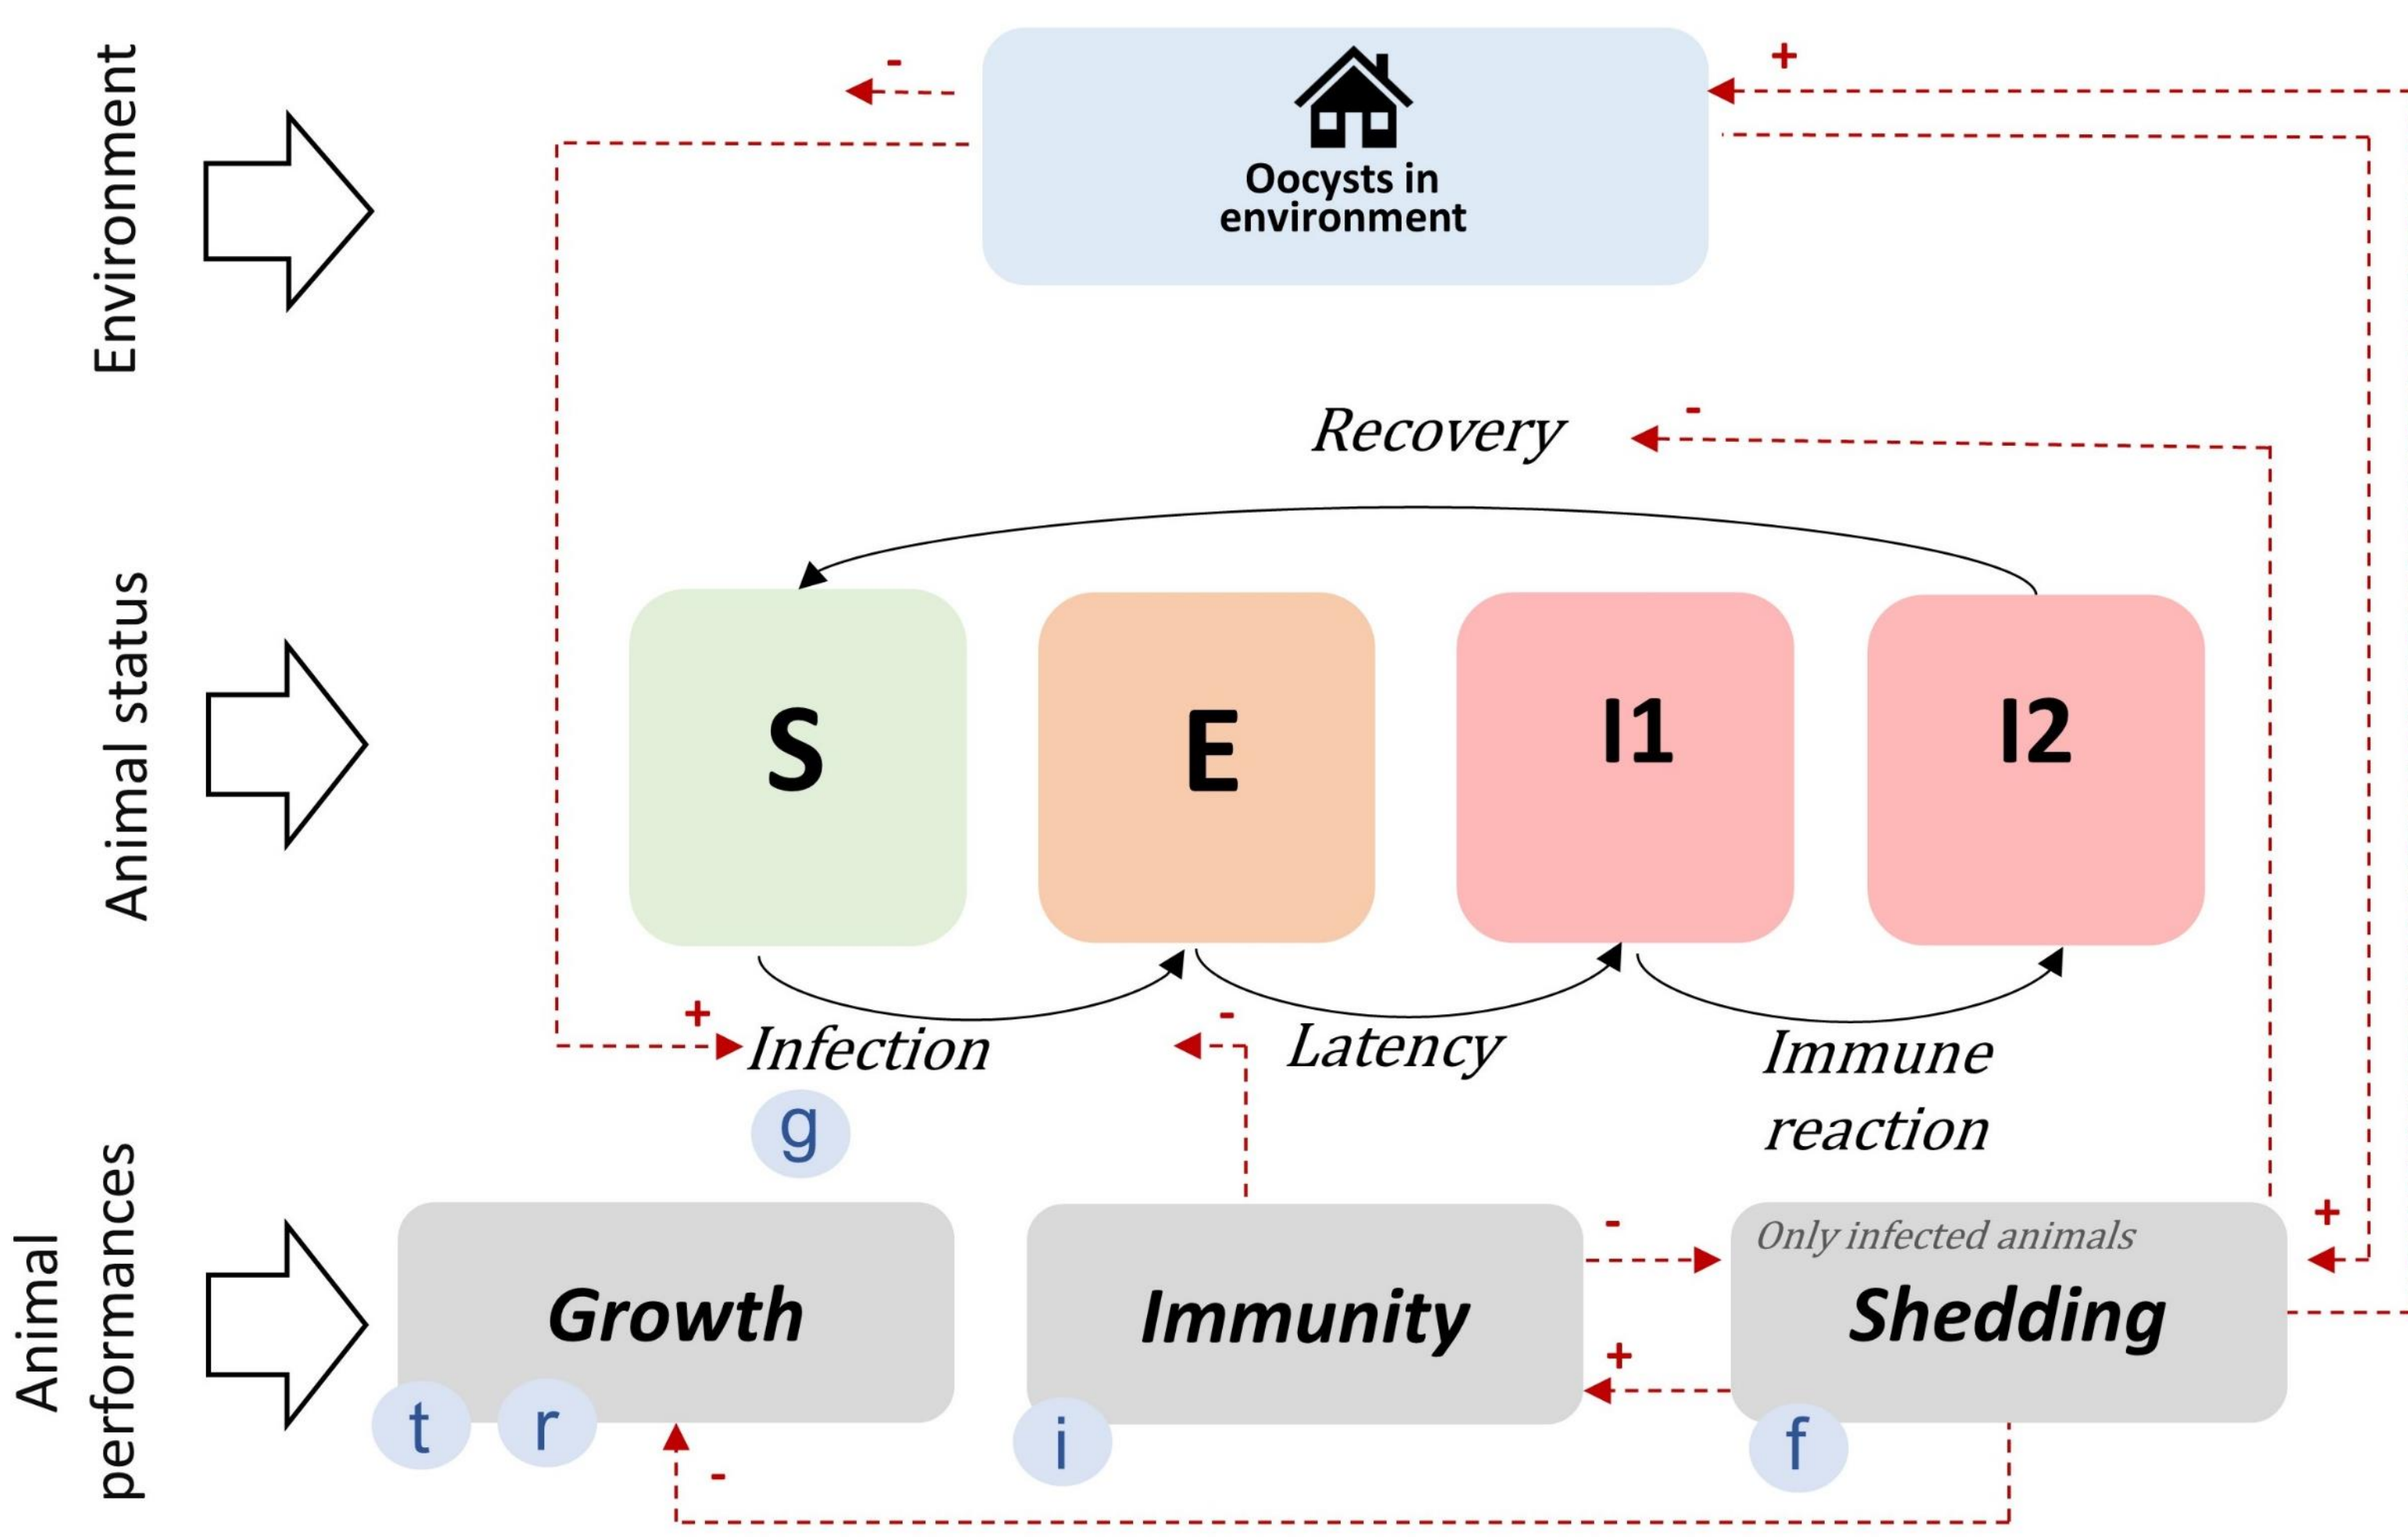 Environment
-
+
Oocysts in
environment
Recovery
-
Animal status
S
E
I1
I2
+
Infection
-
Latency
Immune
reaction
g
Animal
performances
Growth
t
r
Immunity
i
-
+
Only infected animals
Shedding
f
+
-